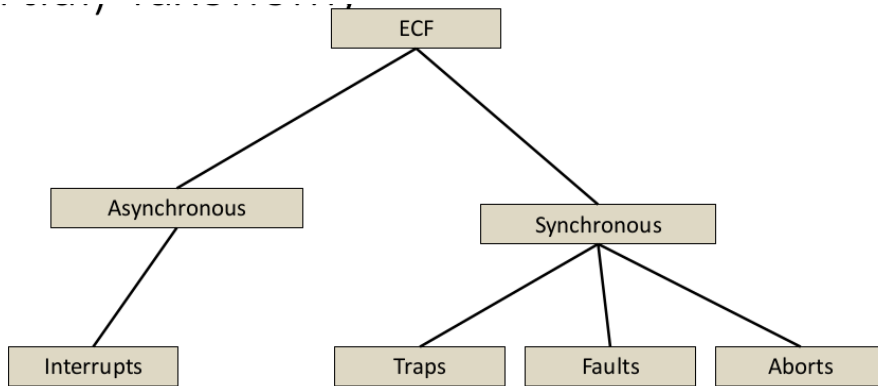 ECF
Asynchronous
Synchronous
Interrupts
Traps
Faults
Aborts